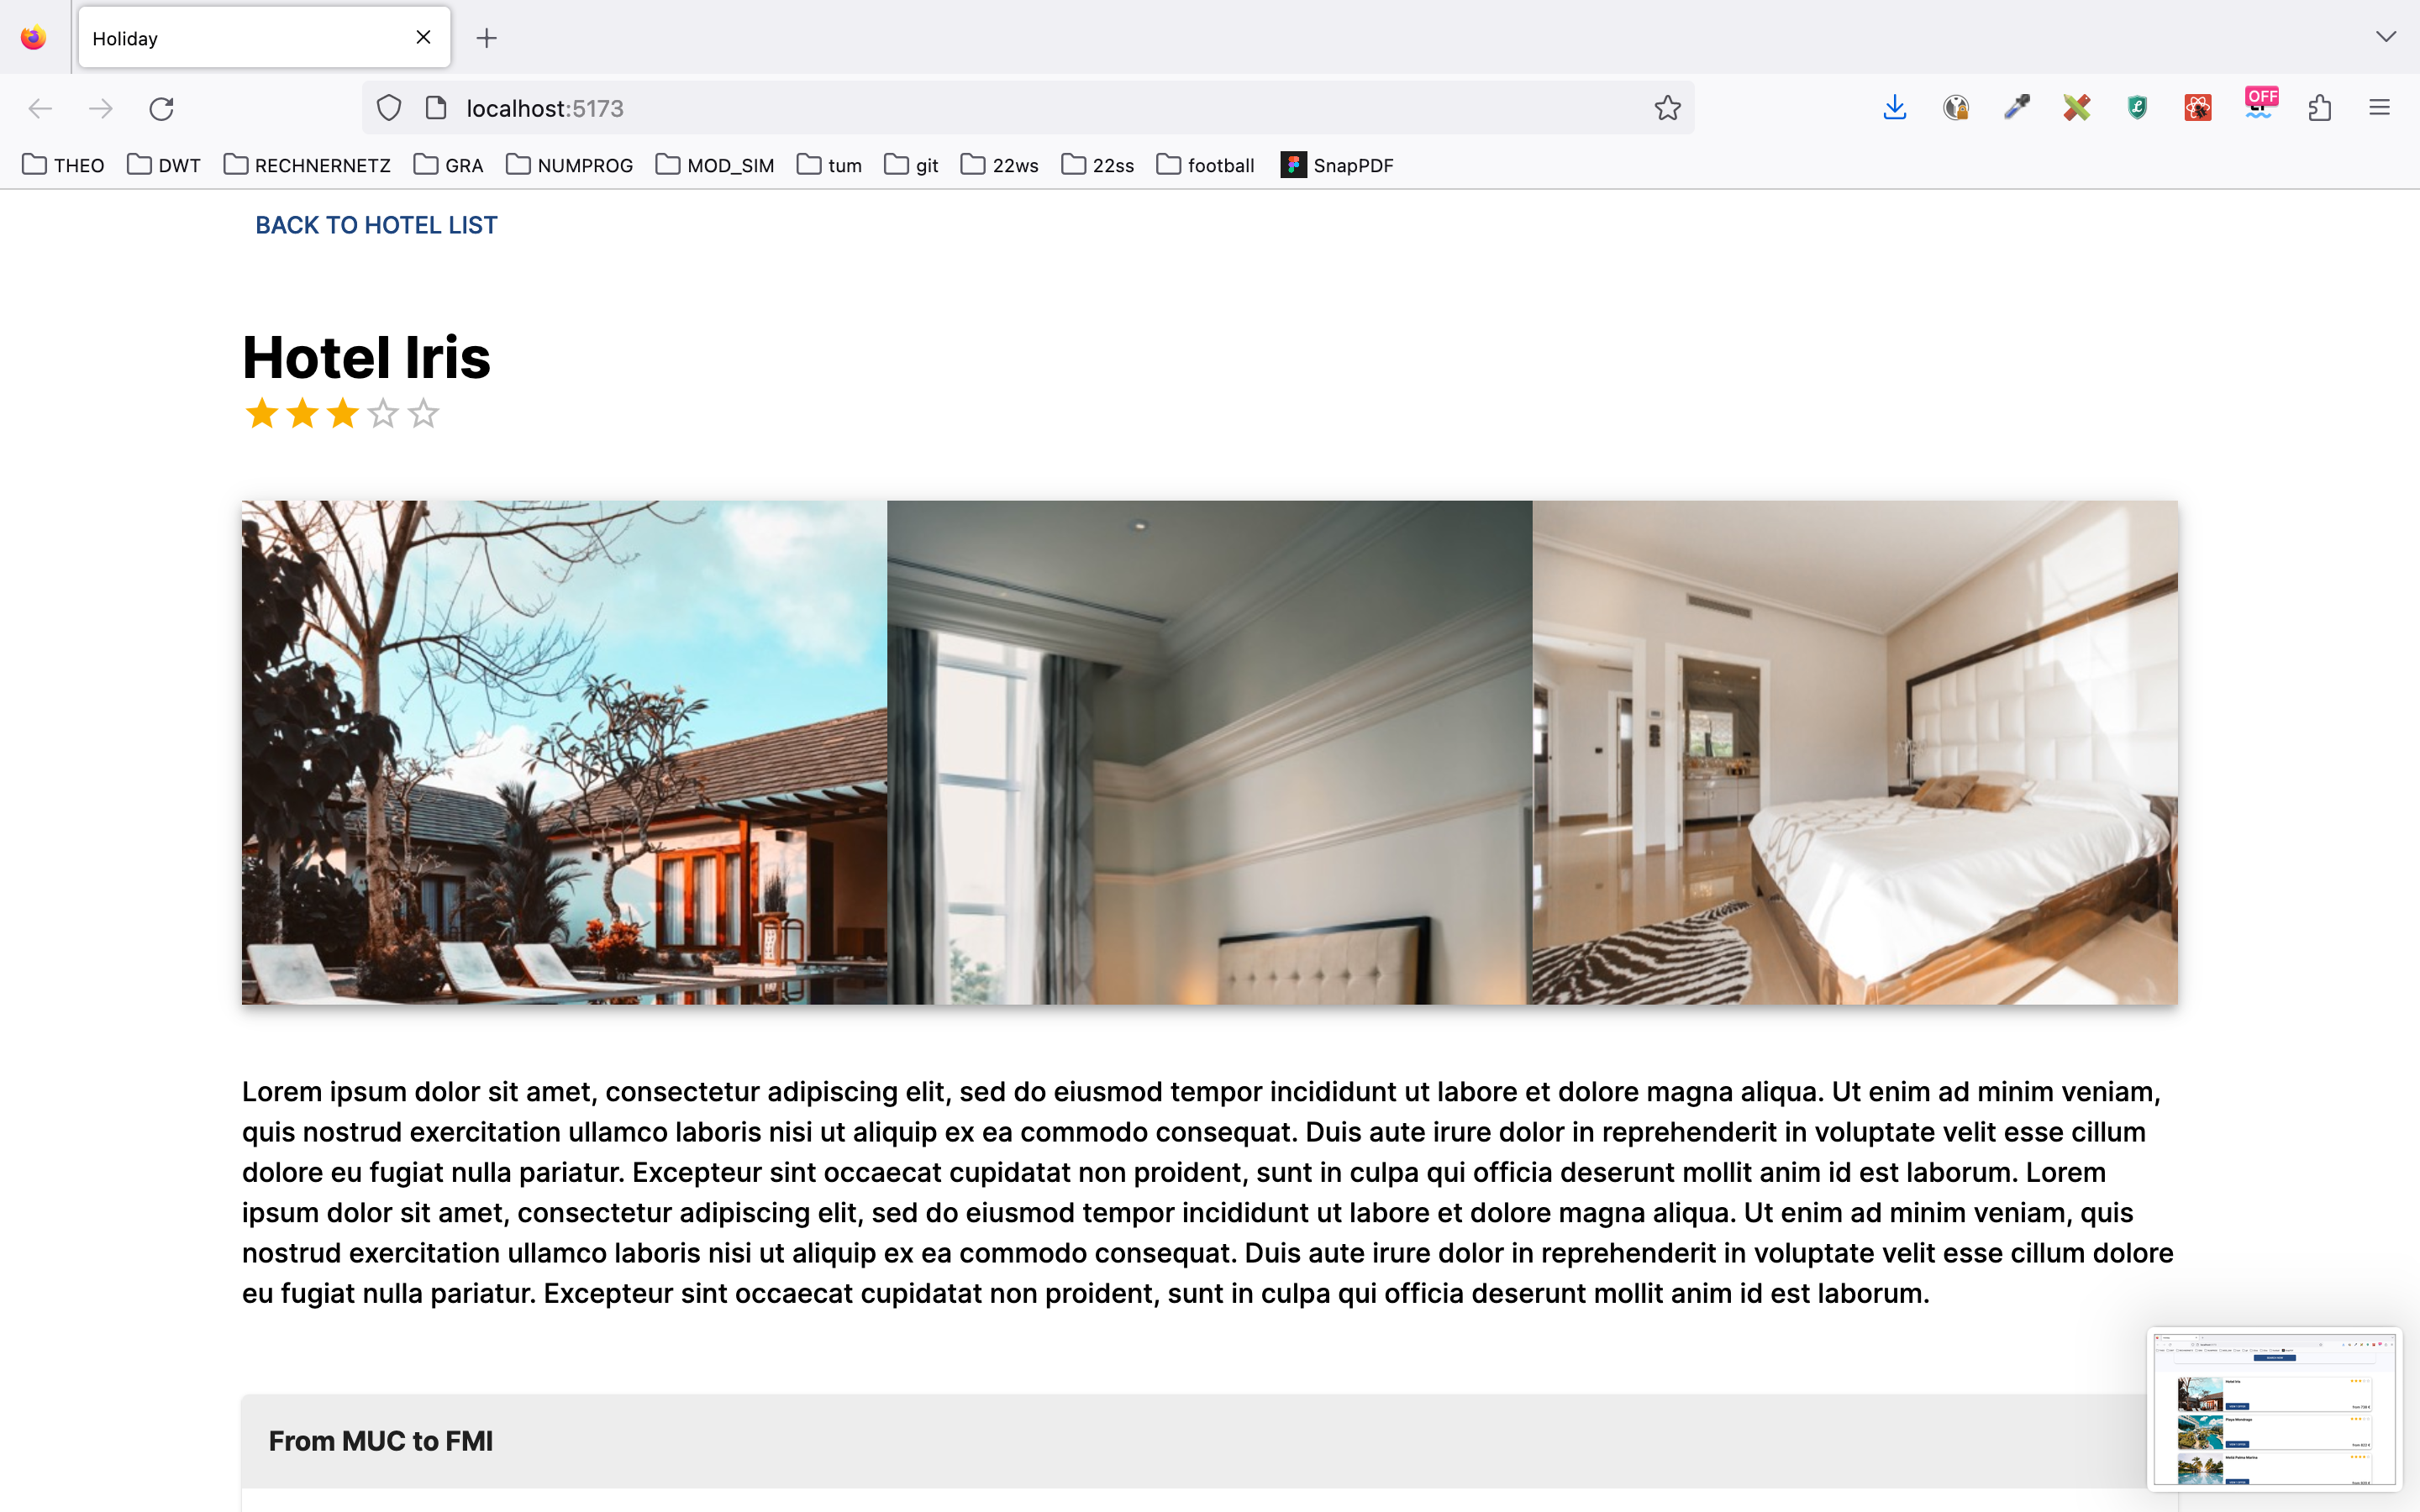 Holiday
localhost:5173
OFF
THEO DWT RECHNERNETZ GRA NUMPROG MOD_SIM tum git 22ws 22ss football SnapPDF
BACK TO HOTEL LIST
Hotel Iris
Lorem ipsum dolor sit amet, consectetur adipiscing elit, sed do eiusmod tempor incididunt ut labore et dolore magna aliqua. Ut enim ad minim veniam,
quis nostrud exercitation ullamco laboris nisi ut aliquip ex ea commodo consequat. Duis aute irure dolor in reprehenderit in voluptate velit esse cillum
dolore eu fugiat nulla pariatur. Excepteur sint occaecat cupidatat non proident, sunt in culpa qui officia deserunt mollit anim id est laborum. Lorem
ipsum dolor sit amet, consectetur adipiscing elit, sed do eiusmod tempor incididunt ut labore et dolore magna aliqua. Ut enim ad minim veniam, quis
nostrud exercitation ullamco laboris nisi ut aliquip ex ea commodo consequat. Duis aute irure dolor in reprehenderit in voluptate velit esse cillum dolore
eu fugiat nulla pariatur. Excepteur sint occaecat cupidatat non proident, sunt in culpa qui officia deserunt mollit anim id est laborum.
From MUC to FMI
Hotel Iris